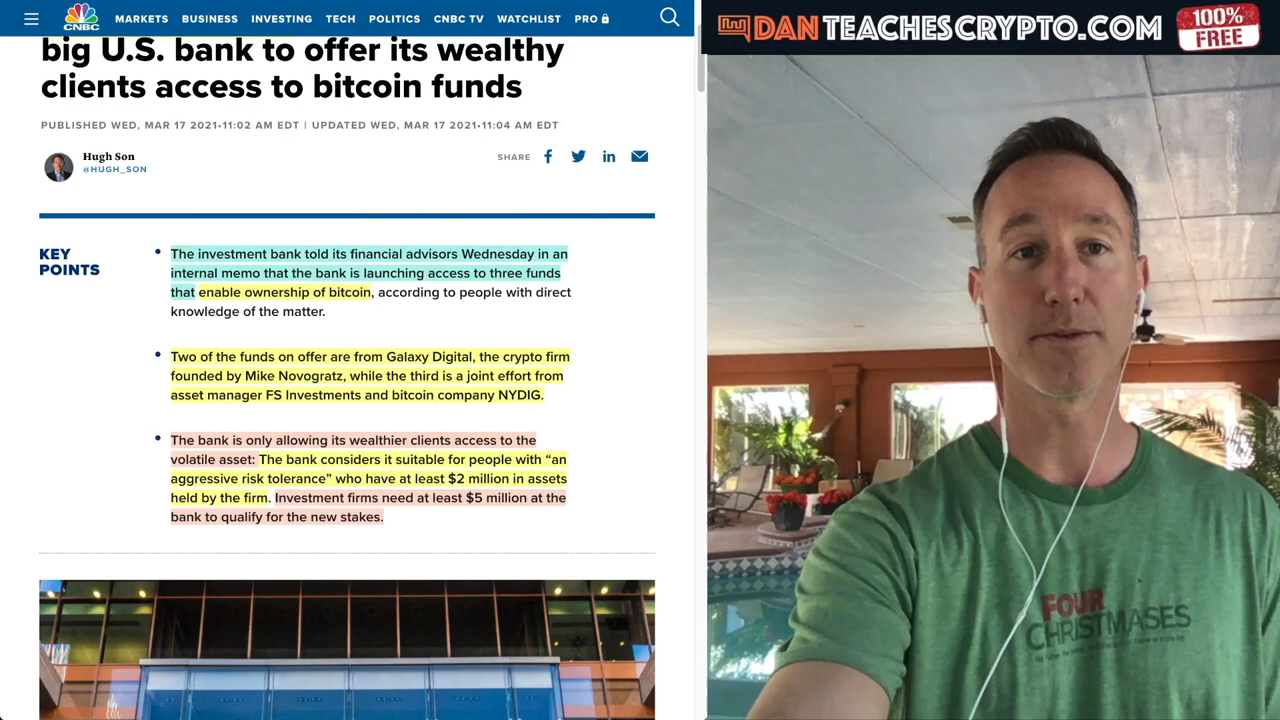 CNBC
MARKETS BUSINESS INVESTING TECH POLITICS CNBC TV WATCHLIST PRO
big U.S. bank to offer its wealthy
clients access to bitcoin funds
PUBLISHED WED, MAR 17 2021•11:02 AM EDT | UPDATED WED, MAR 17 2021•11:04 AM EDT
Hugh Son
@HUGH_SON
SHARE
KEY
POINTS
• The investment bank told its financial advisors Wednesday in an
internal memo that the bank is launching access to three funds
that enable ownership of bitcoin, according to people with direct
knowledge of the matter.
• Two of the funds on offer are from Galaxy Digital, the crypto firm
founded by Mike Novogratz, while the third is a joint effort from
asset manager FS Investments and bitcoin company NYDIG.
• The bank is only allowing its wealthier clients access to the
volatile asset: The bank considers it suitable for people with “an
aggressive risk tolerance” who have at least $2 million in assets
held by the firm. Investment firms need at least $5 million at the
bank to qualify for the new stakes.
DANTEACHESCRYPTO.COM
100%
FREE
FOUR
CHRISTMASES